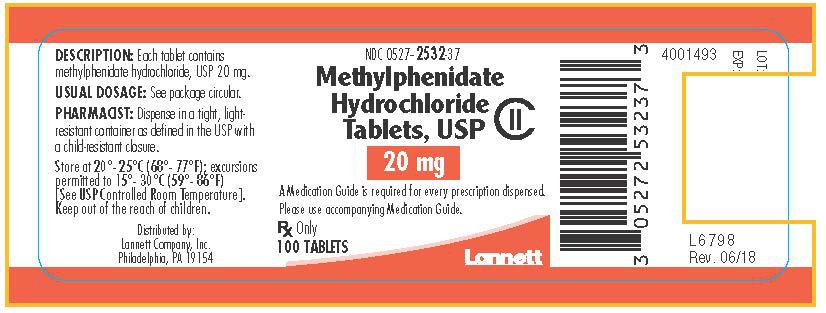 DESCRIPTION: Each tablet contains
methylphenidate hydrochloride, USP 20 mg.
USUAL DOSAGE: See package circular.
PHARMACIST: Dispense in a tight, light-
resistant container as defined in the USP with
a child-resistant closure.
Store at 20°- 25°C (68°- 77°F); excursions
permitted to 15°- 30°C (59°- 86°F)
[See USP Controlled Room Temperature].
Keep out of the reach of children.
Distributed by:
Lannett Company, Inc.
Philadelphia, PA 19154
NDC 0527-2532-37
Methylphenidate
Hydrochloride
Tablets, USP CII
20 mg
A Medication Guide is required for every prescription dispensed.
Please use accompanying Medication Guide.
Rx Only
100 TABLETS
Lannett
3 05272 53237 3
4001493
LOT:
EXP:
L6798
Rev. 06/18